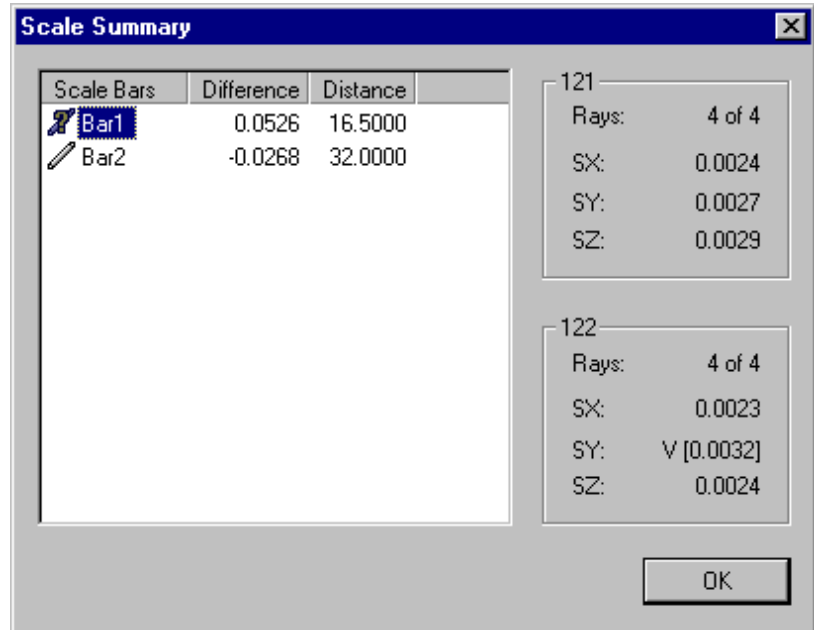 Scale Summary
Scale Bars Difference Distance
Bar1 0.0526 16.5000
Bar2 -0.0268 32.0000
121
Rays: 4 of 4
SX: 0.0024
SY: 0.0027
SZ: 0.0029
122
Rays: 4 of 4
SX: 0.0023
SY: V [0.0032]
SZ: 0.0024
OK